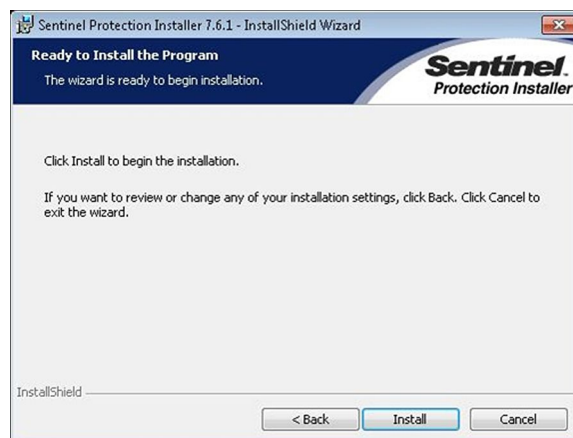 Sentinel Protection Installer 7.6.1 - InstallShield Wizard
Ready to Install the Program
The wizard is ready to begin installation.
Sentinel.
Protection Installer
Click Install to begin the installation.
If you want to review or change any of your installation settings, click Back. Click Cancel to
exit the wizard.
InstallShield
< Back
Install
Cancel